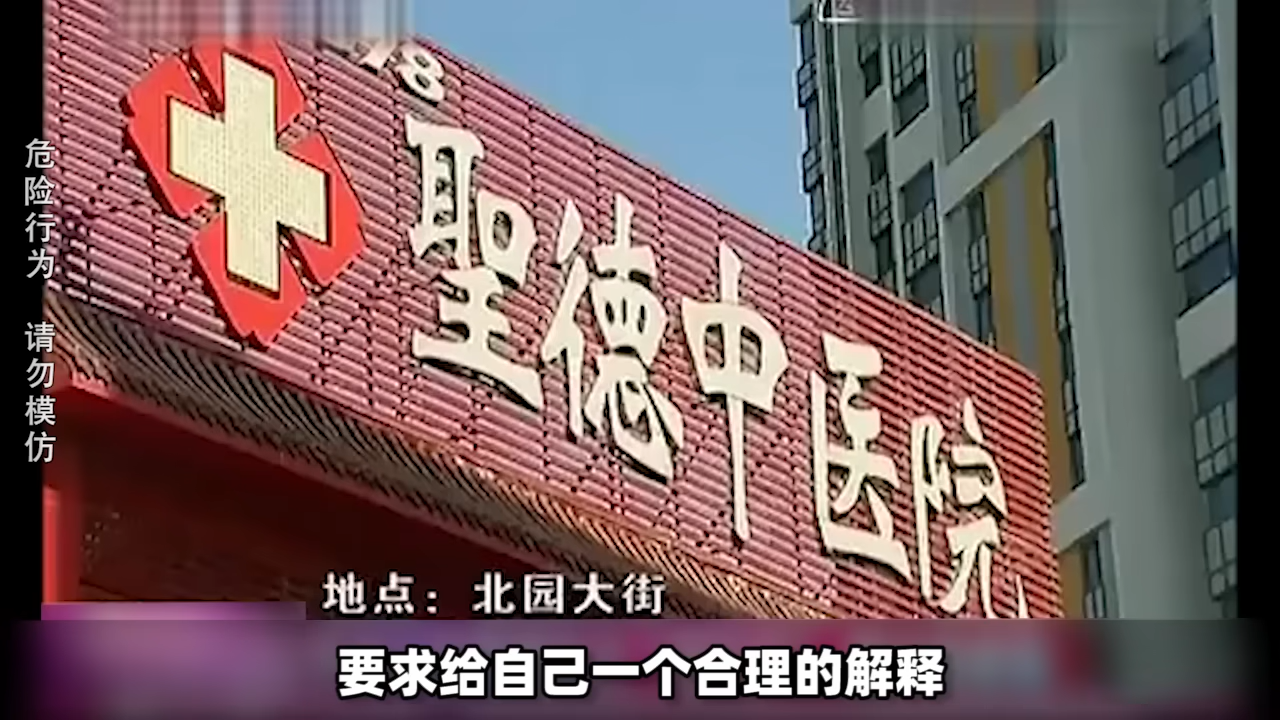 危险行为 请勿模仿
聖德中医院
地点：北园大街
要求给自己一个合理的解释